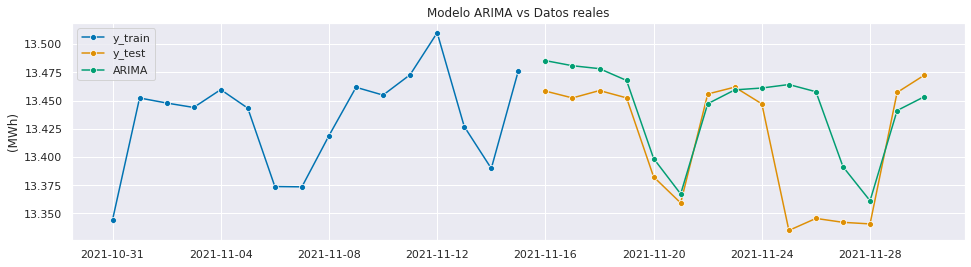 Modelo ARIMA vs Datos reales
y_train
y_test
ARIMA
(MWh)
13.500
13.475
13.450
13.425
13.400
13.375
13.350
2021-10-31 2021-11-04 2021-11-08 2021-11-12 2021-11-16 2021-11-20 2021-11-24 2021-11-28